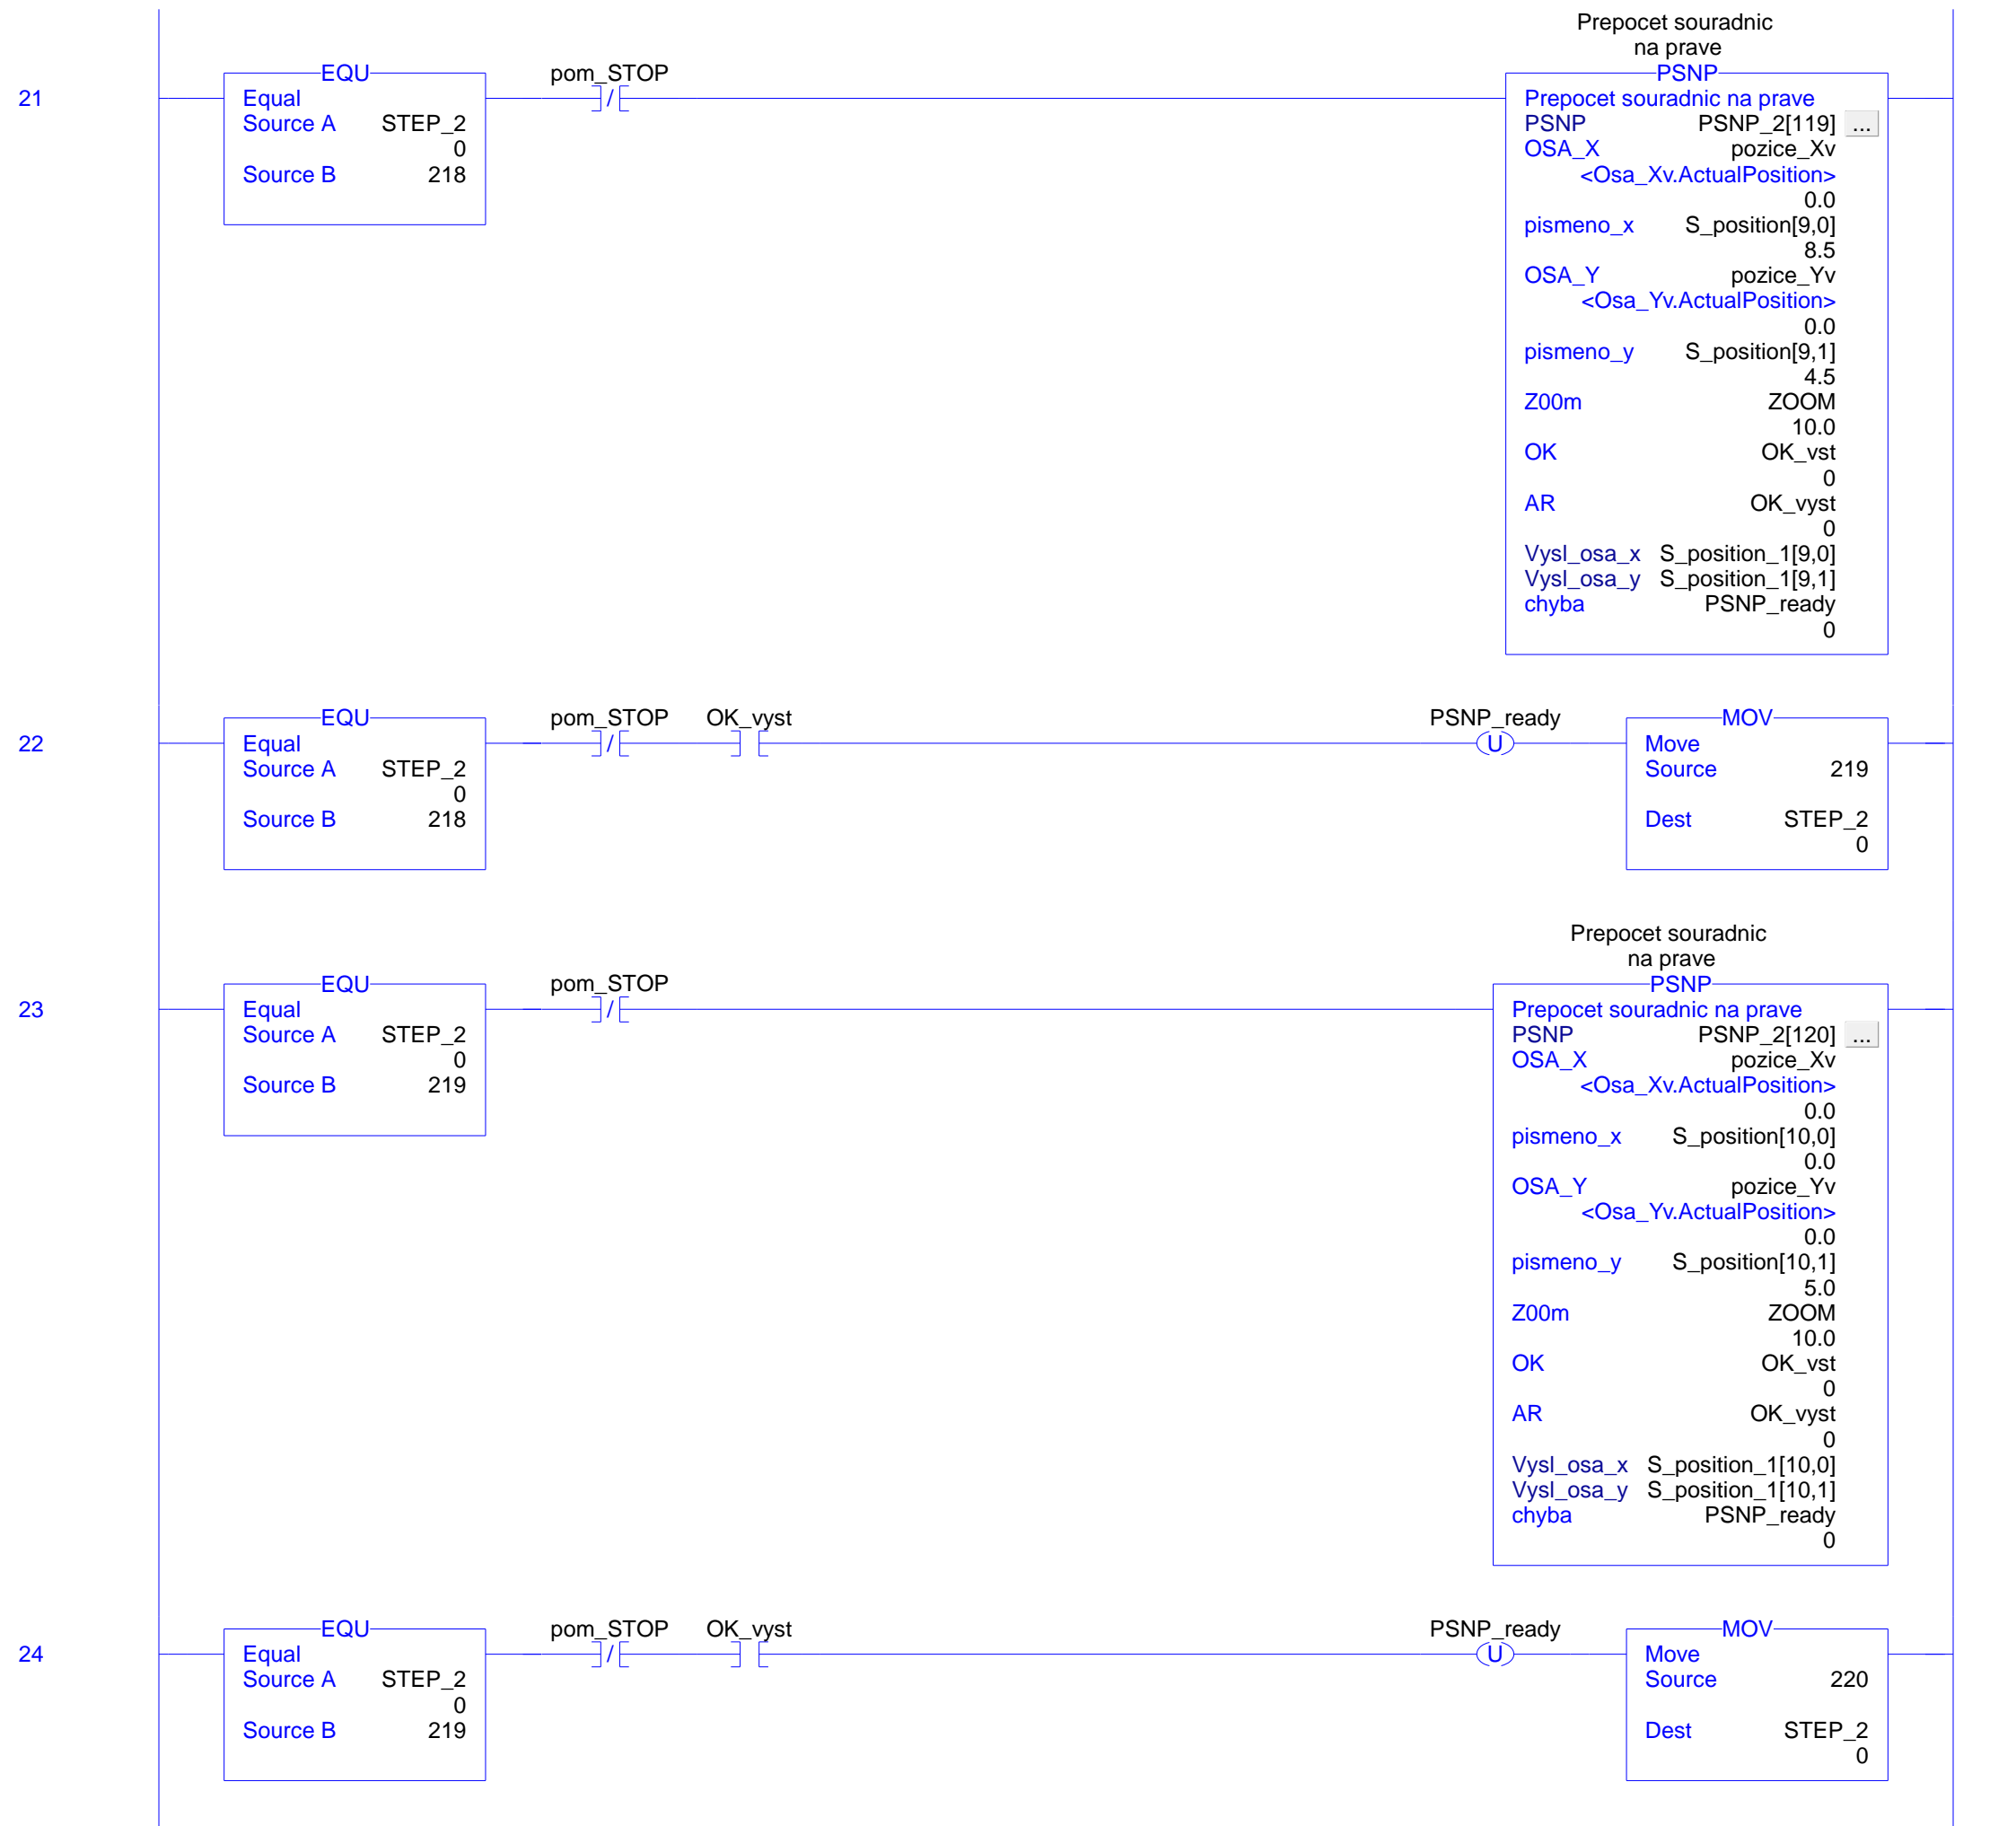 Prepocet souradnic
na prave
21
EQU
Equal
Source A STEP_2
0
Source B 218
pom_STOP
PSNP
Prepocet souradnic na prave
PSNP PSNP_2[119] ...
OSA_X pozice_Xv
<Osa_Xv.ActualPosition>
0.0
pismeno_x S_position[9,0]
8.5
OSA_Y pozice_Yv
<Osa_Yv.ActualPosition>
0.0
pismeno_y S_position[9,1]
4.5
Z00m ZOOM
10.0
OK OK_vst
0
AR OK_vyst
0
Vysl_osa_x S_position_1[9,0]
Vysl_osa_y S_position_1[9,1]
chyba PSNP_ready
0
22
EQU
Equal
Source A STEP_2
0
Source B 218
pom_STOP
OK_vyst
PSNP_ready
U
MOV
Move
Source 219
Dest STEP_2
0
Prepocet souradnic
na prave
23
EQU
Equal
Source A STEP_2
0
Source B 219
pom_STOP
PSNP
Prepocet souradnic na prave
PSNP PSNP_2[120] ...
OSA_X pozice_Xv
<Osa_Xv.ActualPosition>
0.0
pismeno_x S_position[10,0]
0.0
OSA_Y pozice_Yv
<Osa_Yv.ActualPosition>
0.0
pismeno_y S_position[10,1]
5.0
Z00m ZOOM
10.0
OK OK_vst
0
AR OK_vyst
0
Vysl_osa_x S_position_1[10,0]
Vysl_osa_y S_position_1[10,1]
chyba PSNP_ready
0
24
EQU
Equal
Source A STEP_2
0
Source B 219
pom_STOP
OK_vyst
PSNP_ready
U
MOV
Move
Source 220
Dest STEP_2
0